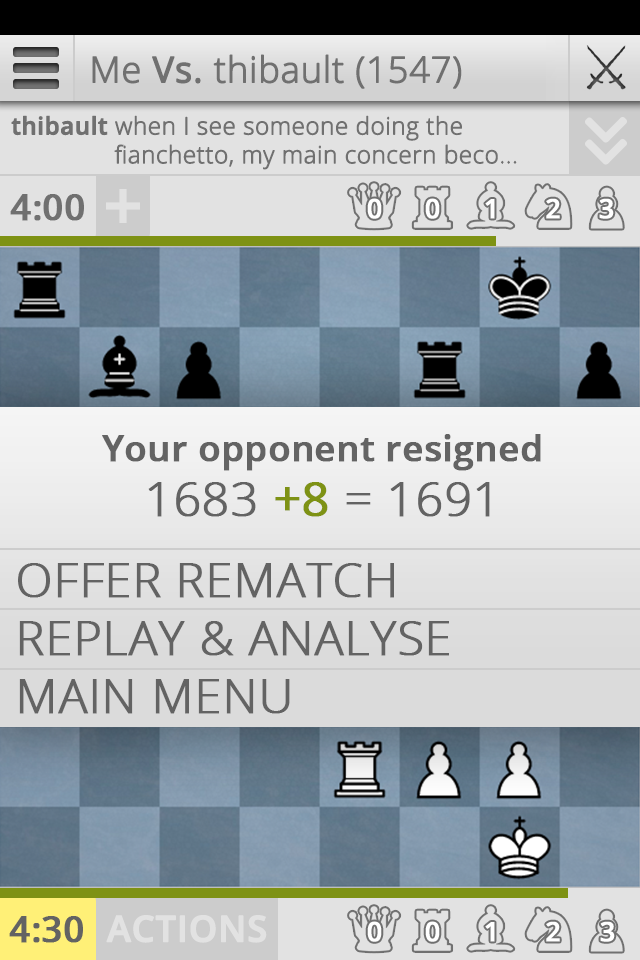 Me Vs. thibault (1547)
thibault when I see someone doing the
fianchetto, my main concern beco...
4:00 + 0 0 1 2 3
Your opponent resigned
1683 +8 = 1691
OFFER REMATCH
REPLAY & ANALYSE
MAIN MENU
4:30 ACTIONS 0 0 1 2 3